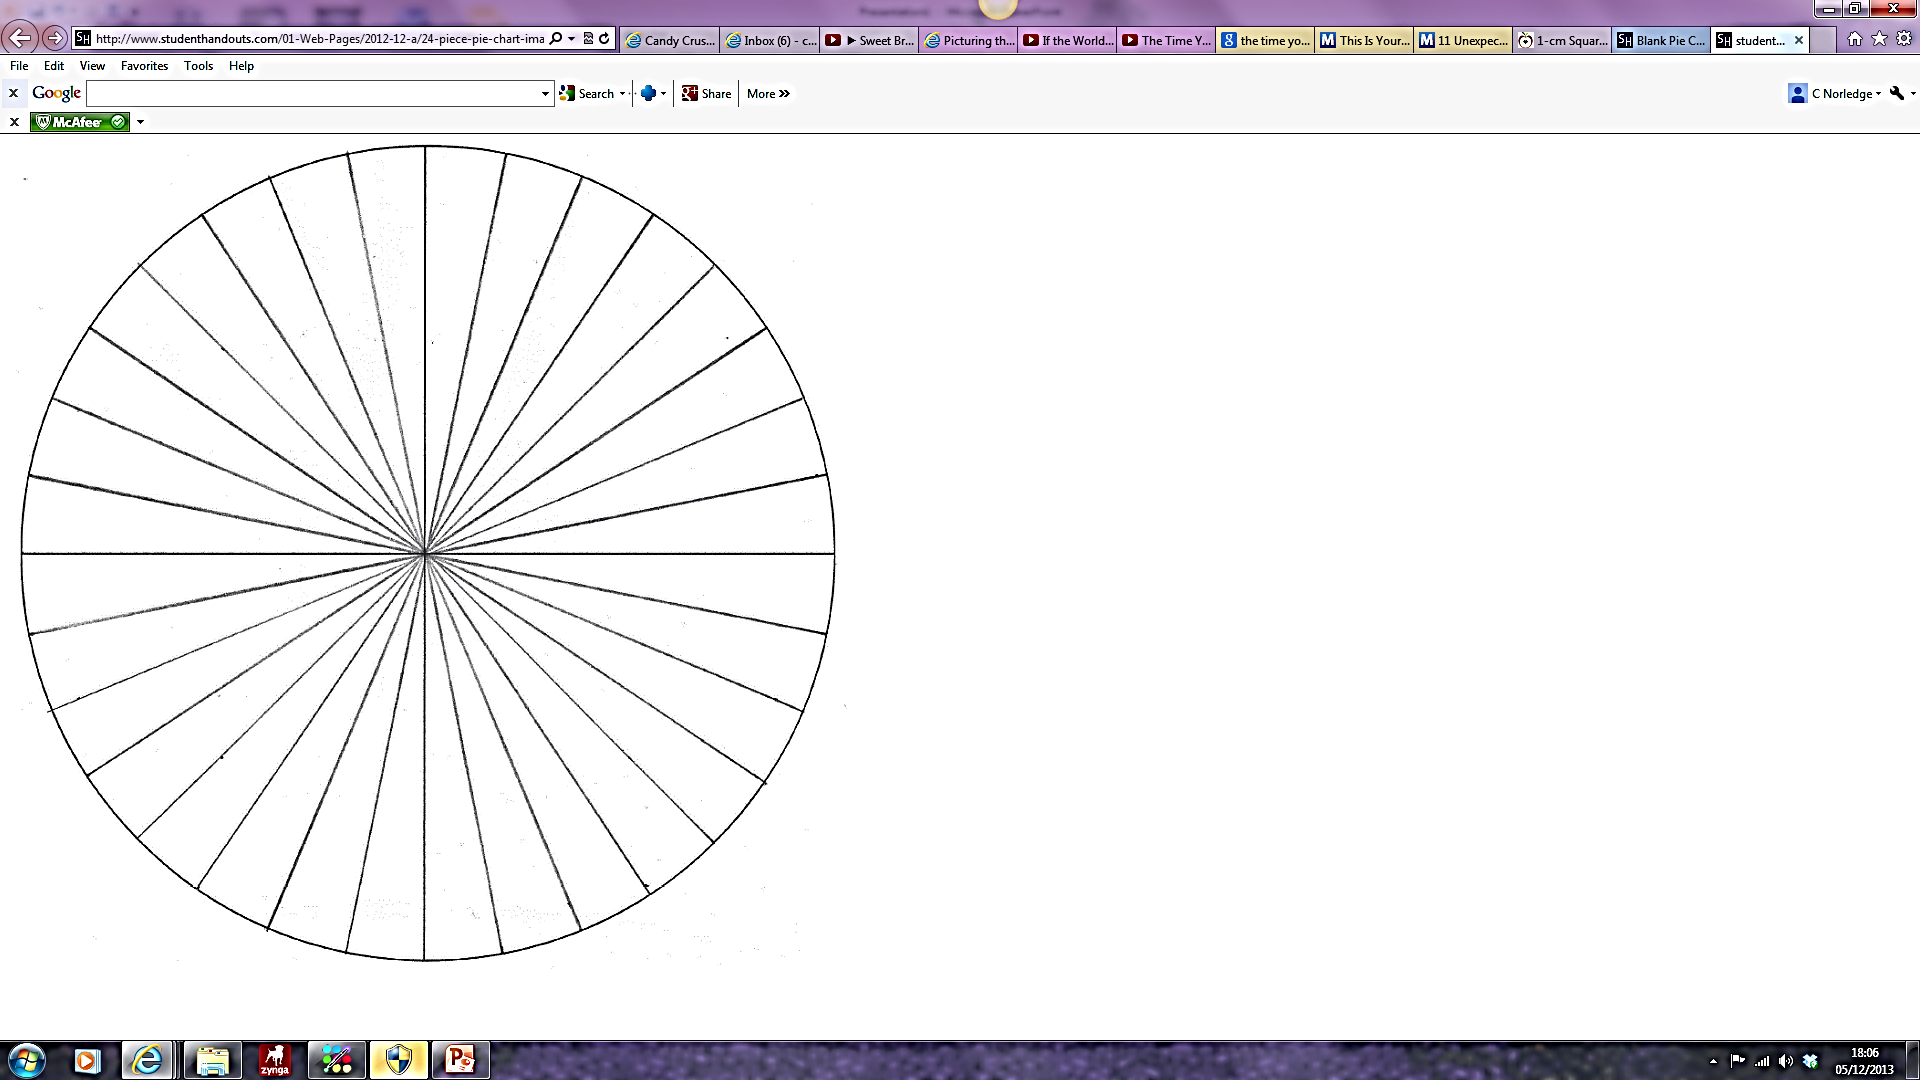 http://www.studenthandouts.com/01-Web-Pages/2012-12-a/24-piece-pie-chart-ima
Candy Crus...
Inbox (6) - c...
► Sweet Br...
Picturing th...
If the World...
The Time Y...
the time yo...
This Is Your...
11 Unexpec...
1-cm Squar...
Blank Pie C...
student...
File Edit View Favorites Tools Help
x Google Search Share More »
C Norledge
x McAfee
zynga
18:06
05/12/2013